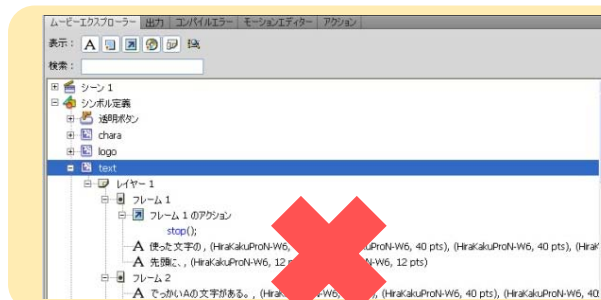 ムービーエクスプローラー 出力 コンパイルエラー モーションエディター アクション
表示: A
検索:
シーン 1
シンボル定義
透明ボタン
chara
logo
text
レイヤー 1
フレーム 1
フレーム 1 のアクション
stop();
A 使った文字の , (HiraKakuProN-W6, 40 pts), (HiraKakuProN-W6, 40 pts), (HiraK
A 先頭に、 , (HiraKakuProN-W6, 12 p N-W6, 12 pts)
フレーム 2
A でっかいAの文字がある。 , (HiraK -W6, (HiraKakuProN-W6, 40 pts), (HiraKakuProN-W6, 40